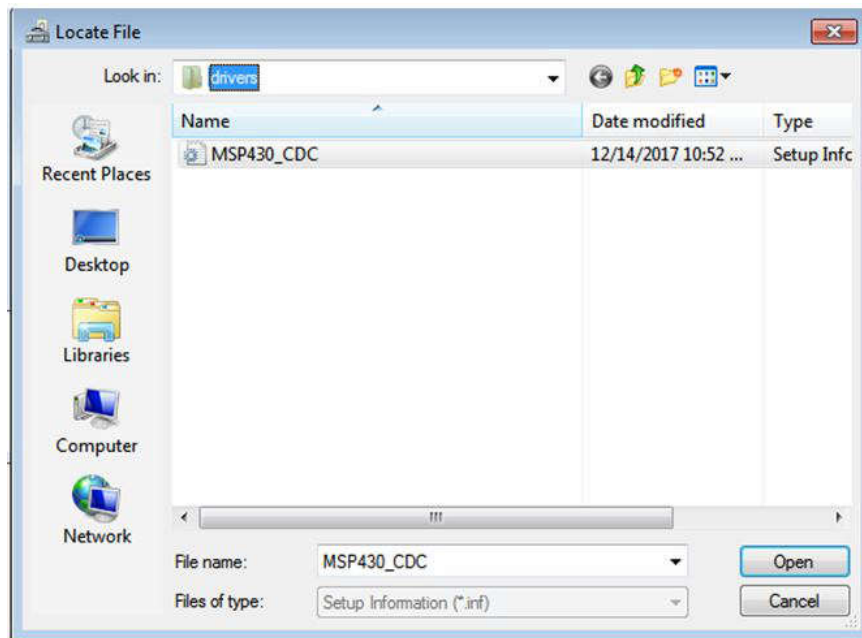 Locate File
Look in: drivers
Name Date modified Type
MSP430_CDC 12/14/2017 10:52 ... Setup Info
Recent Places
Desktop
Libraries
Computer
Network
File name: MSP430_CDC Open
Files of type: Setup Information (*.inf) Cancel